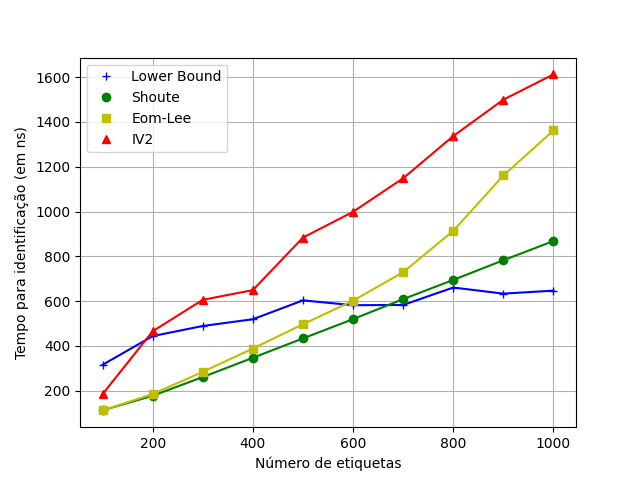 Lower Bound
Shoute
Eom-Lee
IV2
1600
1400
1200
1000
800
600
400
200
Tempo para identificação (em ns)
200 400 600 800 1000
Número de etiquetas